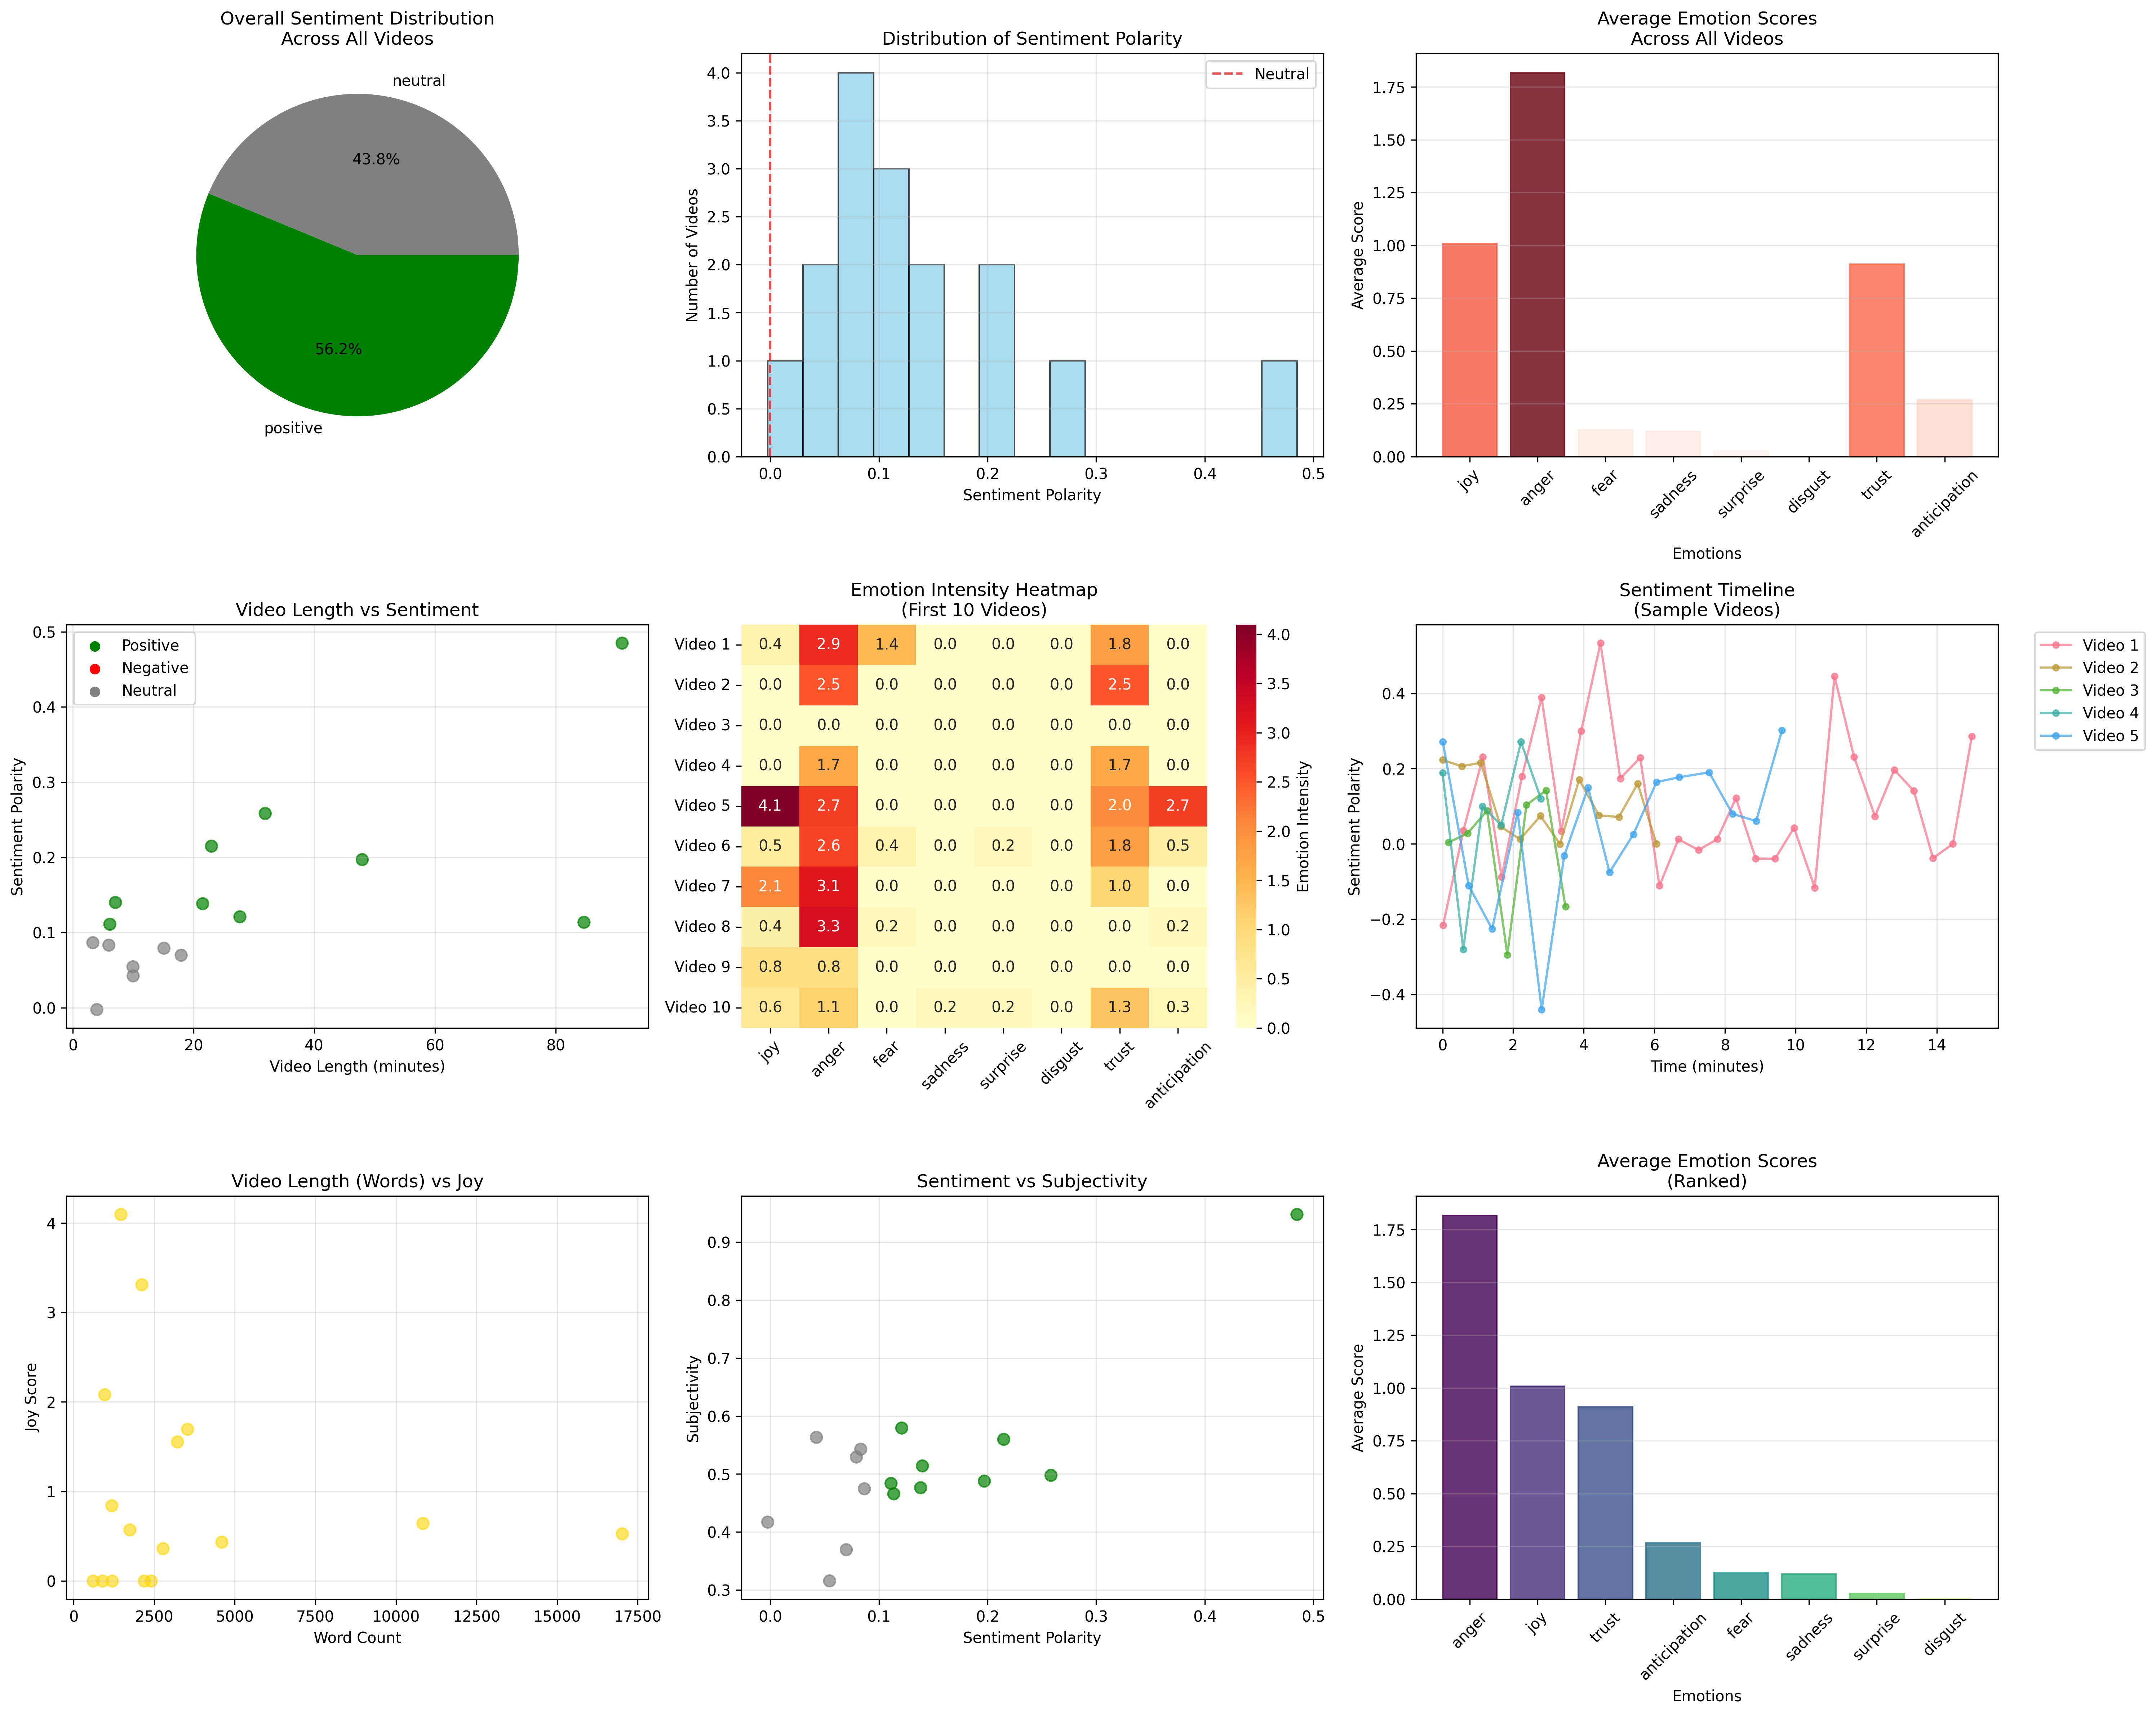 Overall Sentiment Distribution
Across All Videos
neutral
43.8%
56.2%
positive
Distribution of Sentiment Polarity
Neutral
Number of Videos
4.0
3.5
3.0
2.5
2.0
1.5
1.0
0.5
0.0
0.0 0.1 0.2 0.3 0.4 0.5
Sentiment Polarity
Average Emotion Scores
Across All Videos
Average Score
1.75
1.50
1.25
1.00
0.75
0.50
0.25
0.00
joy anger fear sadness surprise disgust trust anticipation
Emotions
Video Length vs Sentiment
Positive
Negative
Neutral
Sentiment Polarity
0.5
0.4
0.3
0.2
0.1
0.0
0 20 40 60 80
Video Length (minutes)
Emotion Intensity Heatmap
(First 10 Videos)
Video 1 0.4 2.9 1.4 0.0 0.0 0.0 1.8 0.0
Video 2 0.0 2.5 0.0 0.0 0.0 0.0 2.5 0.0
Video 3 0.0 0.0 0.0 0.0 0.0 0.0 0.0 0.0
Video 4 0.0 1.7 0.0 0.0 0.0 0.0 1.7 0.0
Video 5 4.1 2.7 0.0 0.0 0.0 0.0 2.0 2.7
Video 6 0.5 2.6 0.4 0.0 0.2 0.0 1.8 0.5
Video 7 2.1 3.1 0.0 0.0 0.0 0.0 1.0 0.0
Video 8 0.4 3.3 0.2 0.0 0.0 0.0 0.0 0.2
Video 9 0.8 0.8 0.0 0.0 0.0 0.0 0.0 0.0
Video 10 0.6 1.1 0.0 0.2 0.2 0.0 1.3 0.3
joy anger fear sadness surprise disgust trust anticipation
4.0
3.5
3.0
2.5
2.0
1.5
1.0
0.5
0.0
Emotion Intensity
Sentiment Timeline
(Sample Videos)
Video 1
Video 2
Video 3
Video 4
Video 5
Sentiment Polarity
0.4
0.2
0.0
−0.2
−0.4
0 2 4 6 8 10 12 14
Time (minutes)
Video Length (Words) vs Joy
Joy Score
4
3
2
1
0
0 2500 5000 7500 10000 12500 15000 17500
Word Count
Sentiment vs Subjectivity
Subjectivity
0.9
0.8
0.7
0.6
0.5
0.4
0.3
0.0 0.1 0.2 0.3 0.4 0.5
Sentiment Polarity
Average Emotion Scores
(Ranked)
Average Score
1.75
1.50
1.25
1.00
0.75
0.50
0.25
0.00
anger joy trust anticipation fear sadness surprise disgust
Emotions